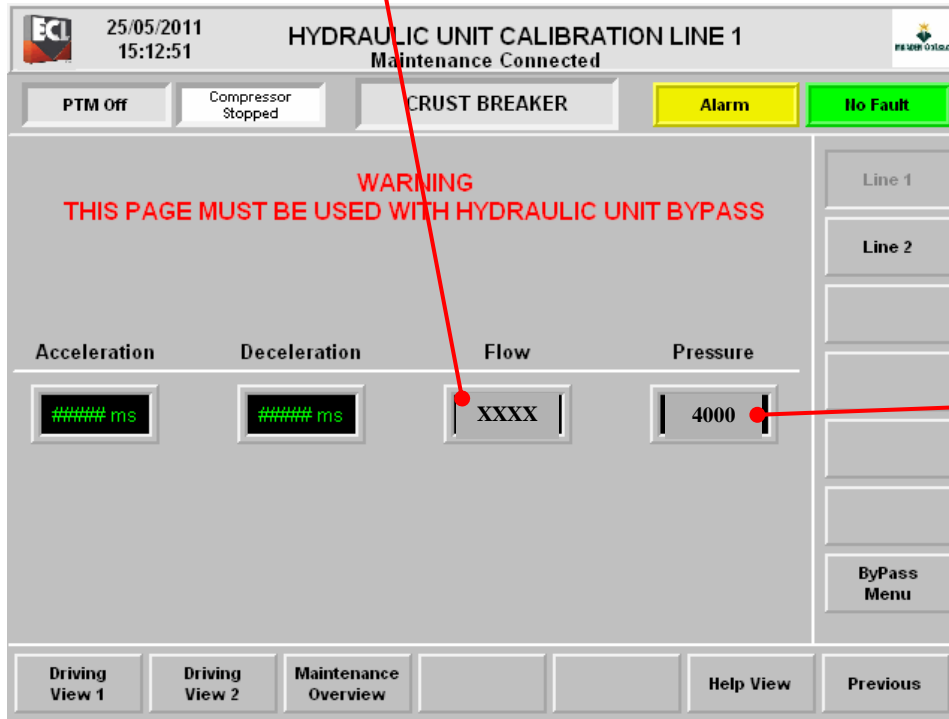 ECL
25/05/2011
15:12:51
HYDRAULIC UNIT CALIBRATION LINE 1
Maintenance Connected
PTM Off
Compressor
Stopped
CRUST BREAKER
Alarm
No Fault
WARNING
THIS PAGE MUST BE USED WITH HYDRAULIC UNIT BYPASS
Line 1
Line 2
Acceleration
Deceleration
Flow
Pressure
##### ms
##### ms
XXXX
4000
ByPass
Menu
Driving
View 1
Driving
View 2
Maintenance
Overview
Help View
Previous